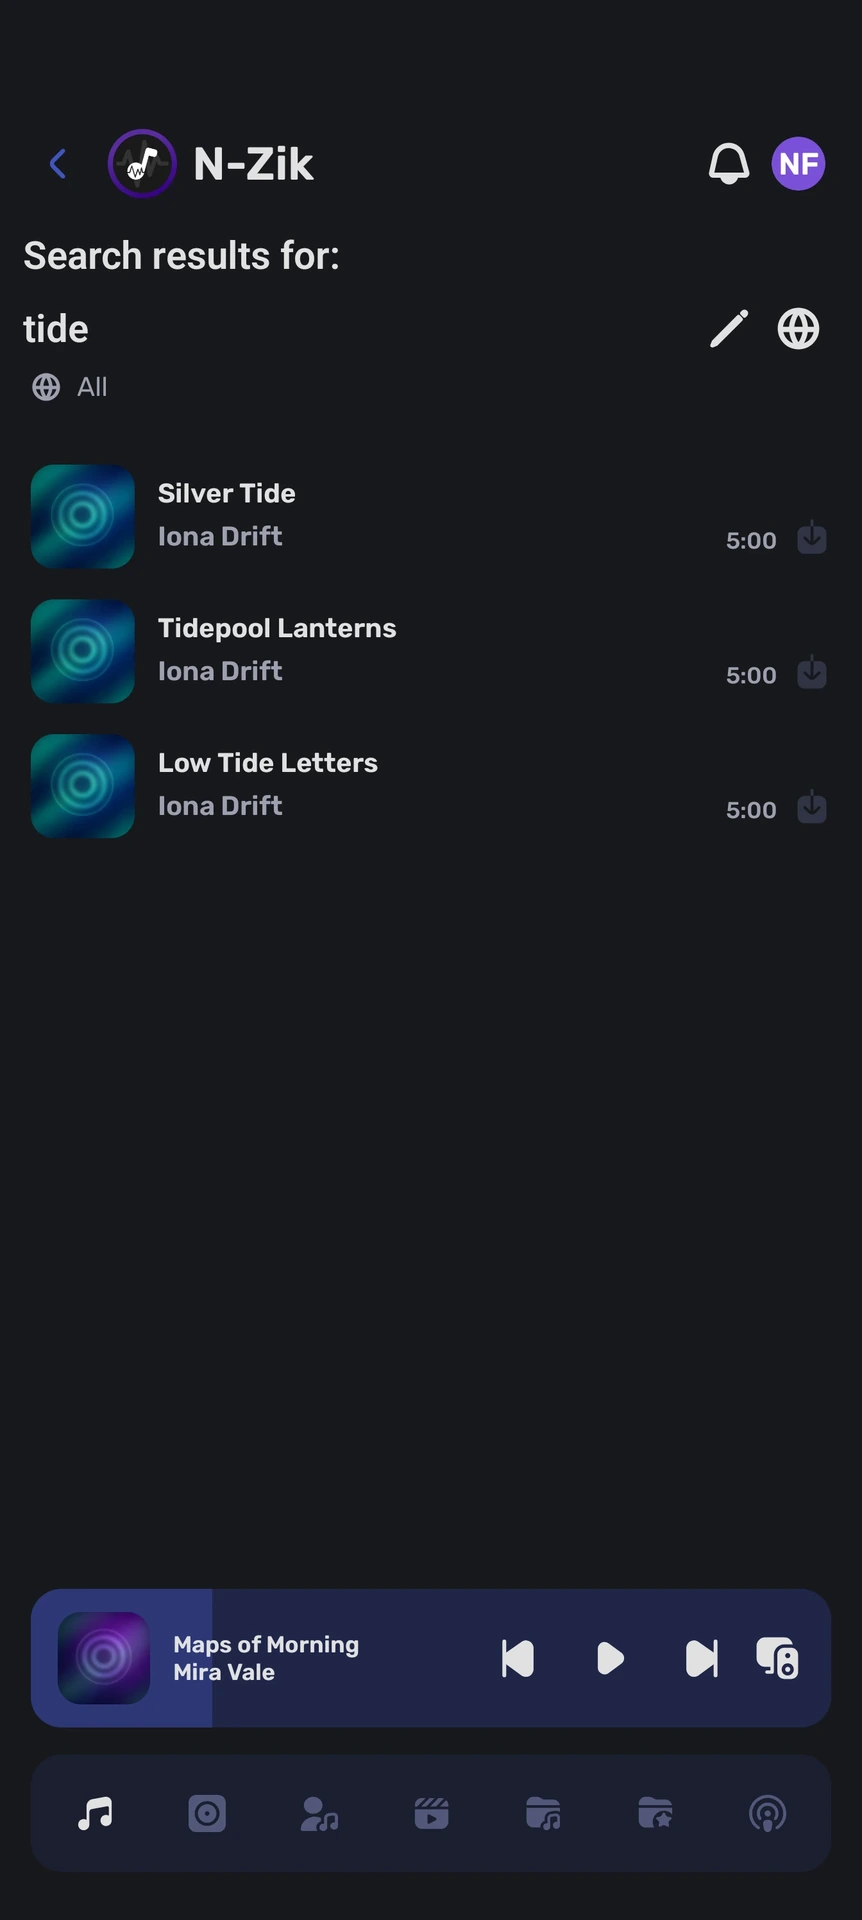 N-Zik
NF
Search results for:
tide
All
Silver Tide
Iona Drift
5:00
Tidepool Lanterns
Iona Drift
5:00
Low Tide Letters
Iona Drift
5:00
Maps of Morning
Mira Vale